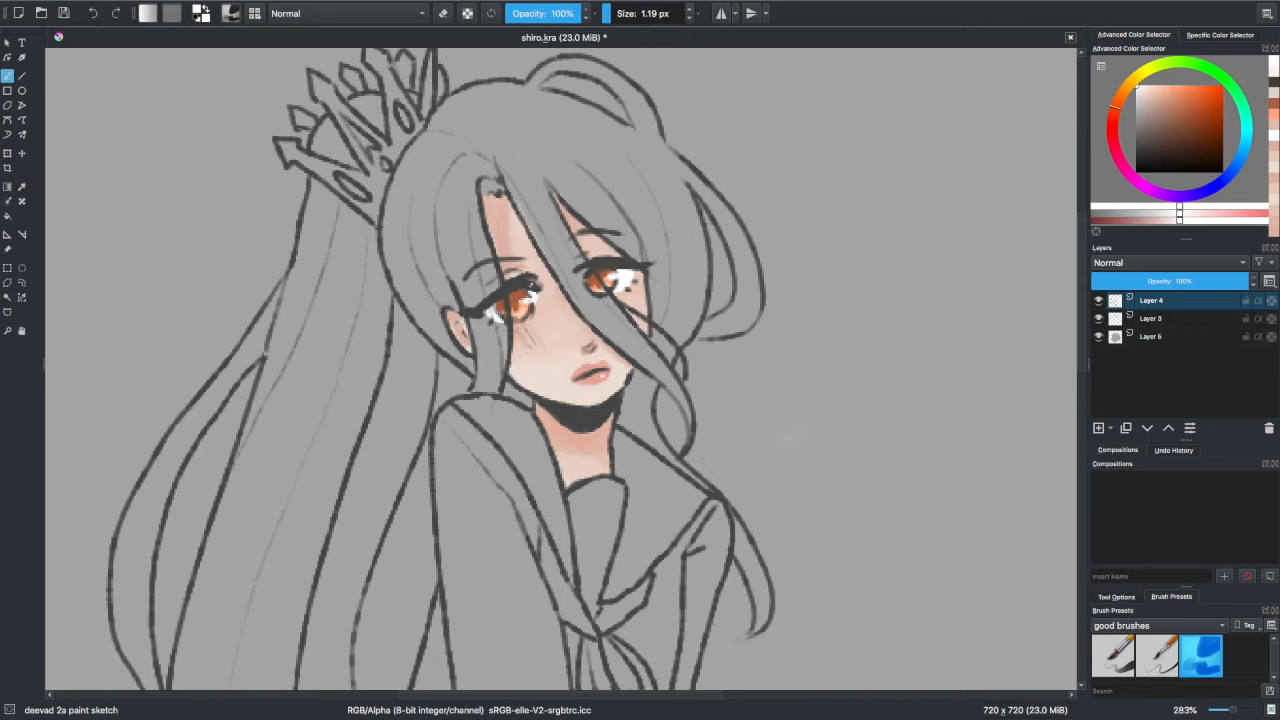 Normal
Opacity: 100%
Size: 1.19 px
shiro.kra (23.0 MiB) *
Advanced Color Selector
Specific Color Selector
Advanced Color Selector
Layers
Normal
Opacity: 100%
Layer 4
Layer 3
Layer 5
Compositions
Undo History
Compositions
Insert Name
Tool Options
Brush Presets
Brush Presets
good brushes
Tag
Search
deevad 2a paint sketch
RGB/Alpha (8-bit integer/channel) sRGB-elle-V2-srgbtrc.icc
720 x 720 (23.0 MiB)
283%